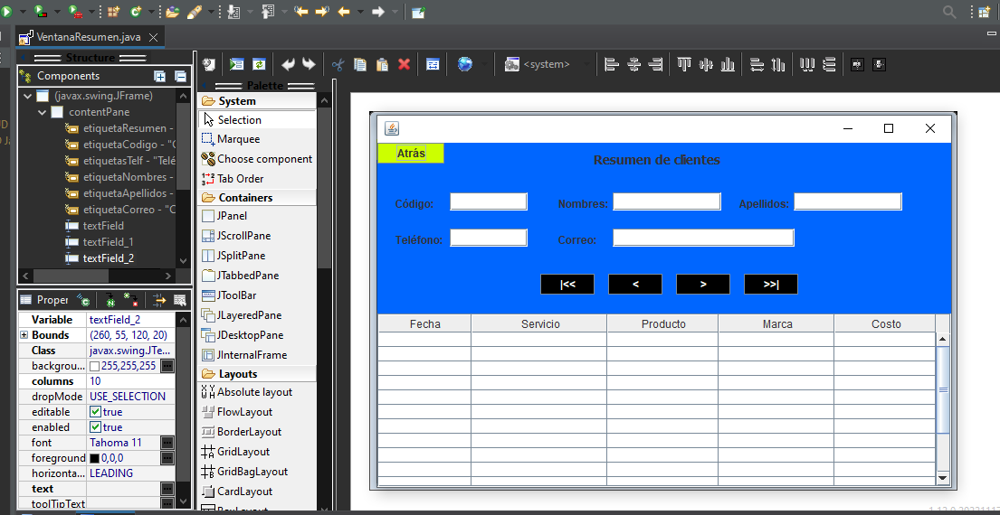 VentanaResumen.java
Structure
Components
(javax.swing.JFrame)
contentPane
etiquetaResumen -
etiquetaCodigo - "C
etiquetasTelf - "Telé
etiquetaNombres -
etiquetaApellidos -
etiquetaCorreo - "C
textField
textField_1
textField_2
Proper
Variable textField_2
Bounds (260, 55, 120, 20)
Class javax.swing.JTe...
backgrou... 255,255,255
columns 10
dropMode USE_SELECTION
editable true
enabled true
font Tahoma 11
foreground 0,0,0
horizonta... LEADING
text
toolTipText
<system>
Palette
System
Selection
Marquee
Choose component
Tab Order
Containers
JPanel
JScrollPane
JSplitPane
JTabbedPane
JToolBar
JLayeredPane
JDesktopPane
JInternalFrame
Layouts
Absolute layout
FlowLayout
BorderLayout
GridLayout
GridBagLayout
CardLayout
BoxLayout
Atrás
Resumen de clientes
Código: Nombres: Apellidos:
Teléfono: Correo:
|<< < > >>|
Fecha Servicio Producto Marca Costo